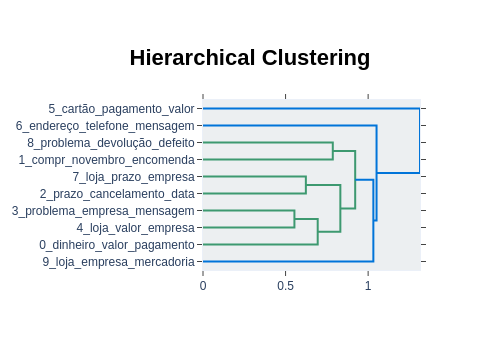 Hierarchical Clustering
5_cartão_pagamento_valor
6_endereço_telefone_mensagem
8_problema_devolução_defeito
1_compr_novembro_encomenda
7_loja_prazo_empresa
2_prazo_cancelamento_data
3_problema_empresa_mensagem
4_loja_valor_empresa
0_dinheiro_valor_pagamento
9_loja_empresa_mercadoria
0 0.5 1